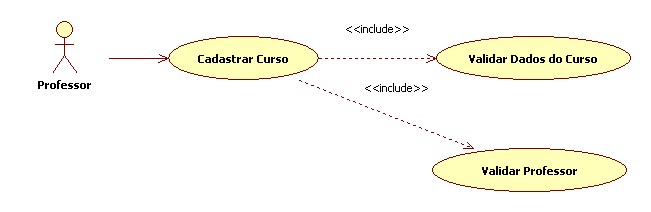 <<include>>
Cadastrar Curso
Validar Dados do Curso
Professor
<<include>>
Validar Professor